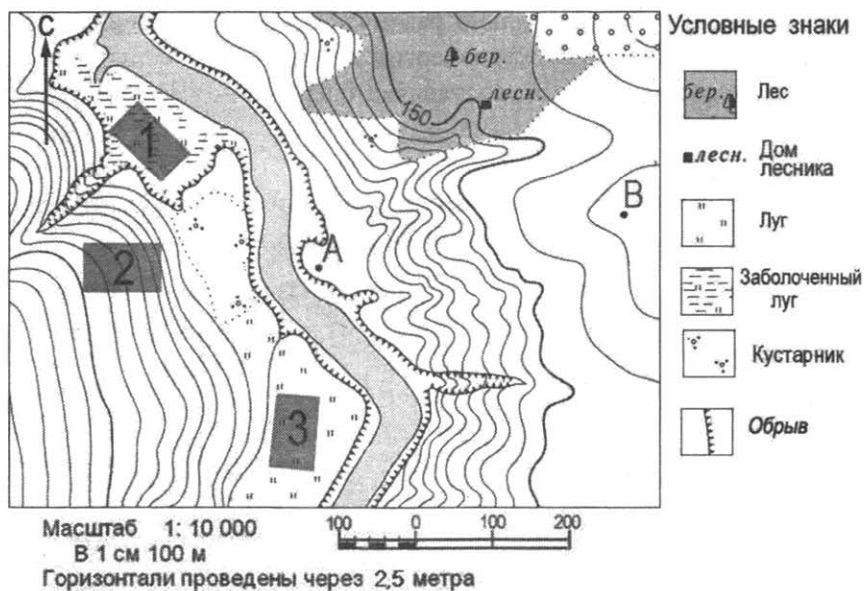 С
бер.
лесн.
150
1
2
А
В
3
Условные знаки
бер.
Лес
лесн.
Дом
лесника
Луг
Заболоченный
луг
Кустарник
Обрыв
Масштаб 1: 10 000
В 1 см 100 м
100 0 100 200
Горизонтали проведены через 2,5 метра